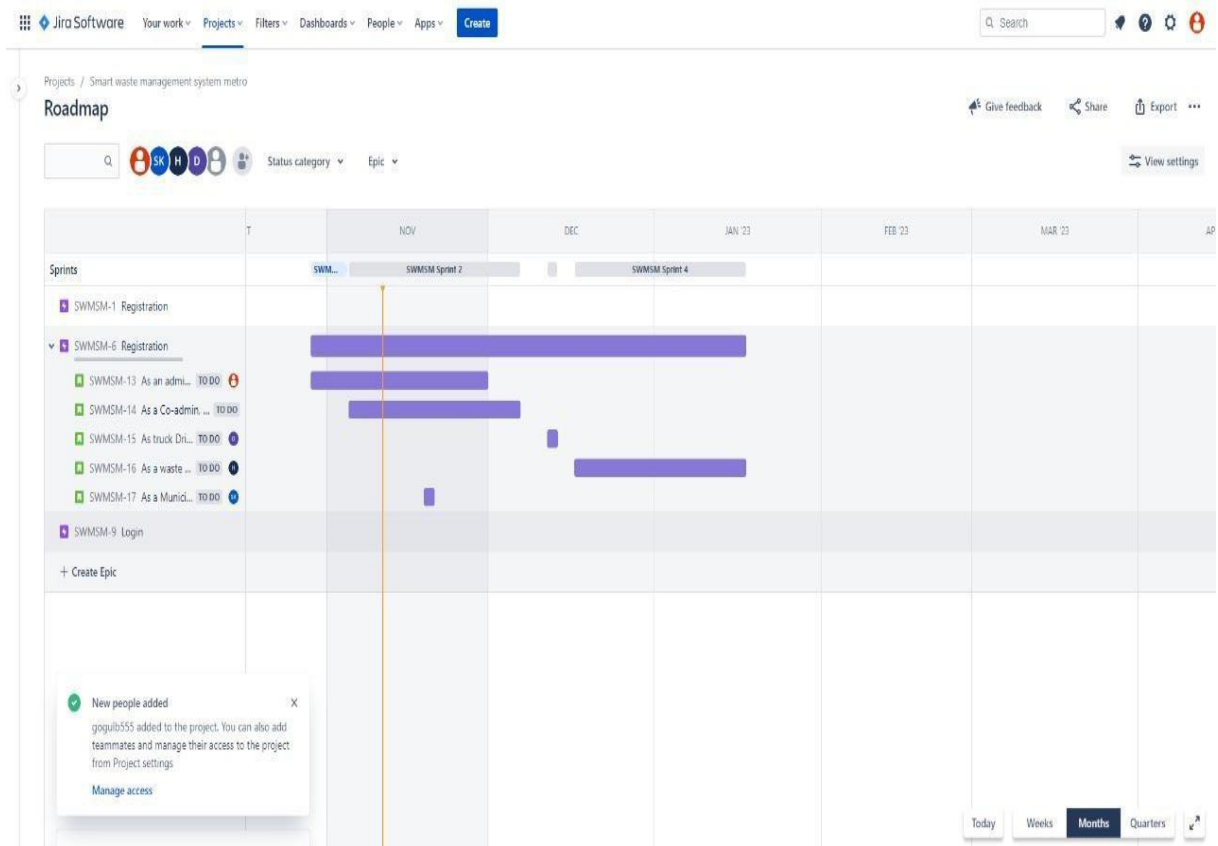 Jira Software Your work Projects Filters Dashboards People Apps Create Search
Projects / Smart waste management system metro
Roadmap
Give feedback Share Export
SK H D Status category Epic View settings
T NOV DEC JAN '23 FEB '23 MAR '23 AP
Sprints SWM... SWMSM Sprint 2 SWMSM Sprint 4
SWMSM-1 Registration
SWMSM-6 Registration
SWMSM-13 As an admi... TO DO
SWMSM-14 As a Co-admin, ... TO DO
SWMSM-15 As truck Dri... TO DO D
SWMSM-16 As a waste ... TO DO H
SWMSM-17 As a Munici... TO DO SK
SWMSM-9 Login
+ Create Epic
New people added
gogulb555 added to the project. You can also add
teammates and manage their access to the project
from Project settings
Manage access
Today Weeks Months Quarters